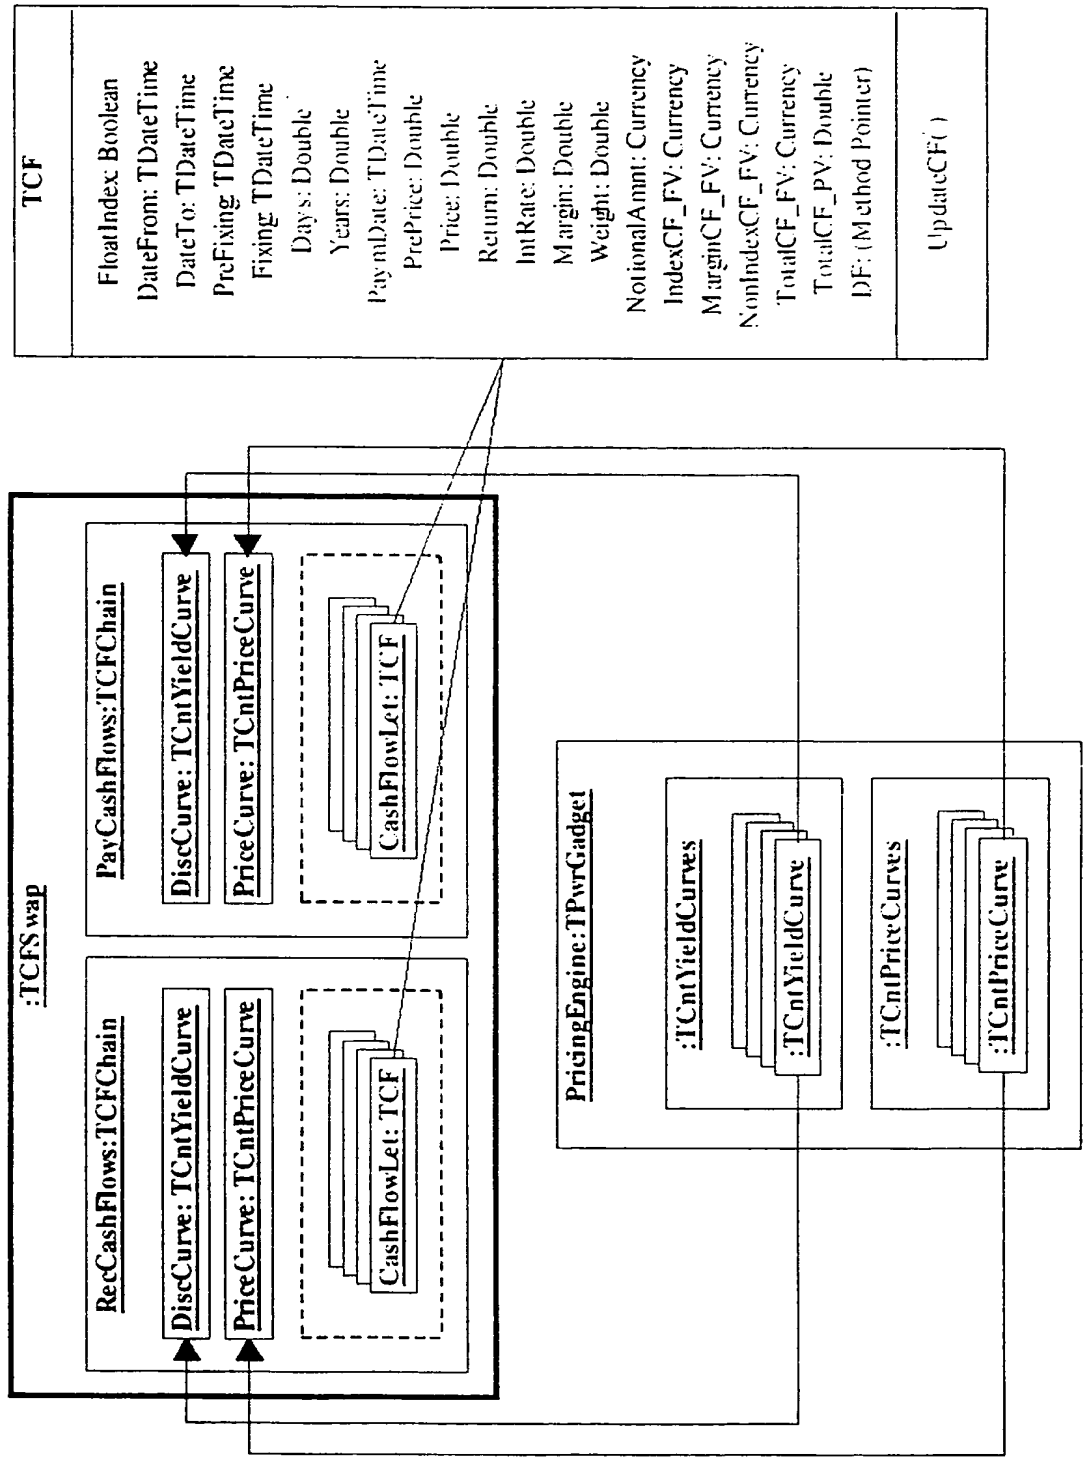 :TCFSwap
RecCashFlows:TCFChain
DiscCurve: TCntYieldCurve
PriceCurve: TCntPriceCurve
CashFlowLet: TCF
PayCashFlows:TCFChain
DiscCurve: TCntYieldCurve
PriceCurve: TCntPriceCurve
CashFlowLet: TCF
PricingEngine:TPwrGadget
:TCntYieldCurves
:TCntYieldCurve
:TCntPriceCurves
:TCntPriceCurve
TCF
FloatIndex: Boolean
DateFrom: TDateTime
DateTo: TDateTime
PreFixing TDateTime
Fixing TDateTime
Days: Double
Years: Double
PaymDate: TDateTime
PrePrice: Double
Price: Double
Return: Double
IntRate: Double
Margin: Double
Weight: Double
NotionalAmnt: Currency
IndexCF_FV: Currency
MarginCF_FV: Currency
NonIndexCF_FV: Currency
TotalCF_FV: Currency
TotalCF_PV: Double
DF: (Method Pointer)
UpdateCF( )